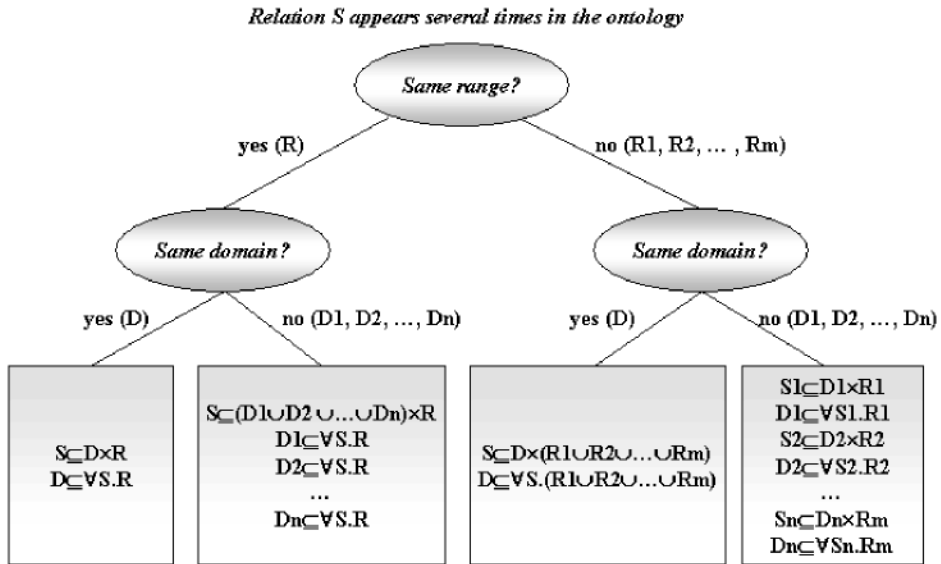 Relation S appears several times in the ontology
Same range?
yes (R)
no (R1, R2, ... , Rm)
Same domain?
Same domain?
yes (D)
no (D1, D2, ..., Dn)
yes (D)
no (D1, D2, ..., Dn)
S⊆D×R
D⊆∀S.R
S⊆(D1∪D2 ∪...∪Dn)×R
D1⊆∀S.R
D2⊆∀S.R
...
Dn⊆∀S.R
S⊆D×(R1∪R2∪...∪Rm)
D⊆∀S.(R1∪R2∪...∪Rm)
S1⊆D1×R1
D1⊆∀S1.R1
S2⊆D2×R2
D2⊆∀S2.R2
...
Sn⊆Dn×Rm
Dn⊆∀Sn.Rm